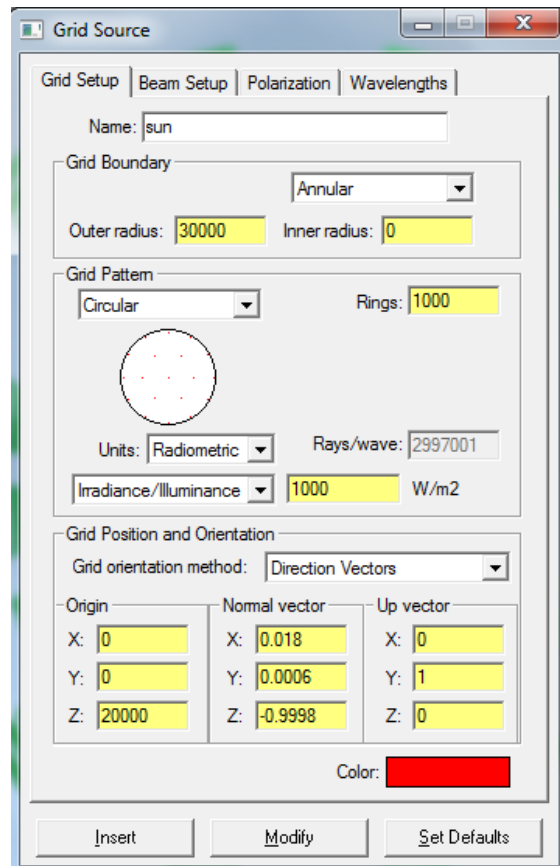 Grid Source
Grid Setup Beam Setup Polarization Wavelengths
Name: sun
Grid Boundary
Annular
Outer radius: 30000 Inner radius: 0
Grid Pattern
Circular Rings: 1000
Units: Radiometric Rays/wave: 2997001
Irradiance/Illuminance 1000 W/m2
Grid Position and Orientation
Grid orientation method: Direction Vectors
Origin Normal vector Up vector
X: 0 X: 0.018 X: 0
Y: 0 Y: 0.0006 Y: 1
Z: 20000 Z: -0.9998 Z: 0
Color:
Insert Modify Set Defaults